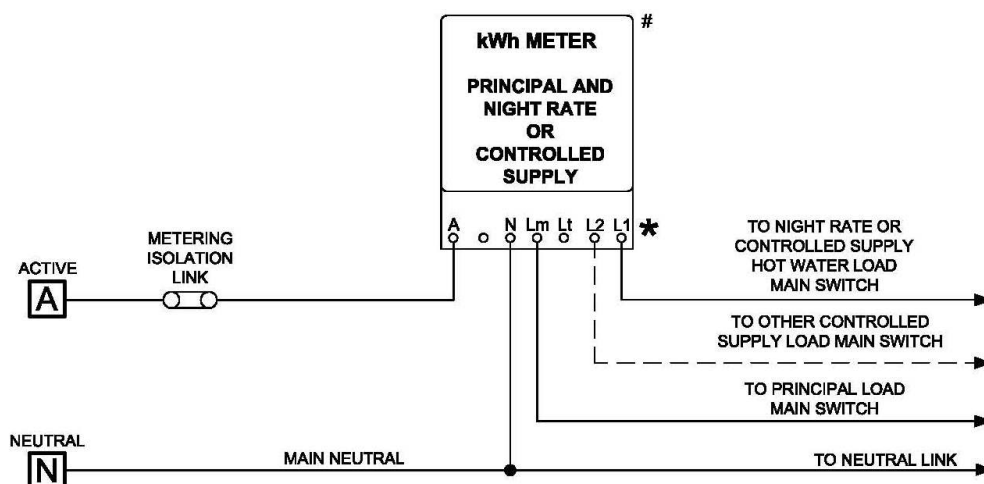 #
kWh METER
PRINCIPAL AND
NIGHT RATE
OR
CONTROLLED
SUPPLY
A N Lm Lt L2 L1 *
METERING
ISOLATION
LINK
ACTIVE
A
TO NIGHT RATE OR
CONTROLLED SUPPLY
HOT WATER LOAD
MAIN SWITCH
TO OTHER CONTROLLED
SUPPLY LOAD MAIN SWITCH
TO PRINCIPAL LOAD
MAIN SWITCH
NEUTRAL
N
MAIN NEUTRAL
TO NEUTRAL LINK